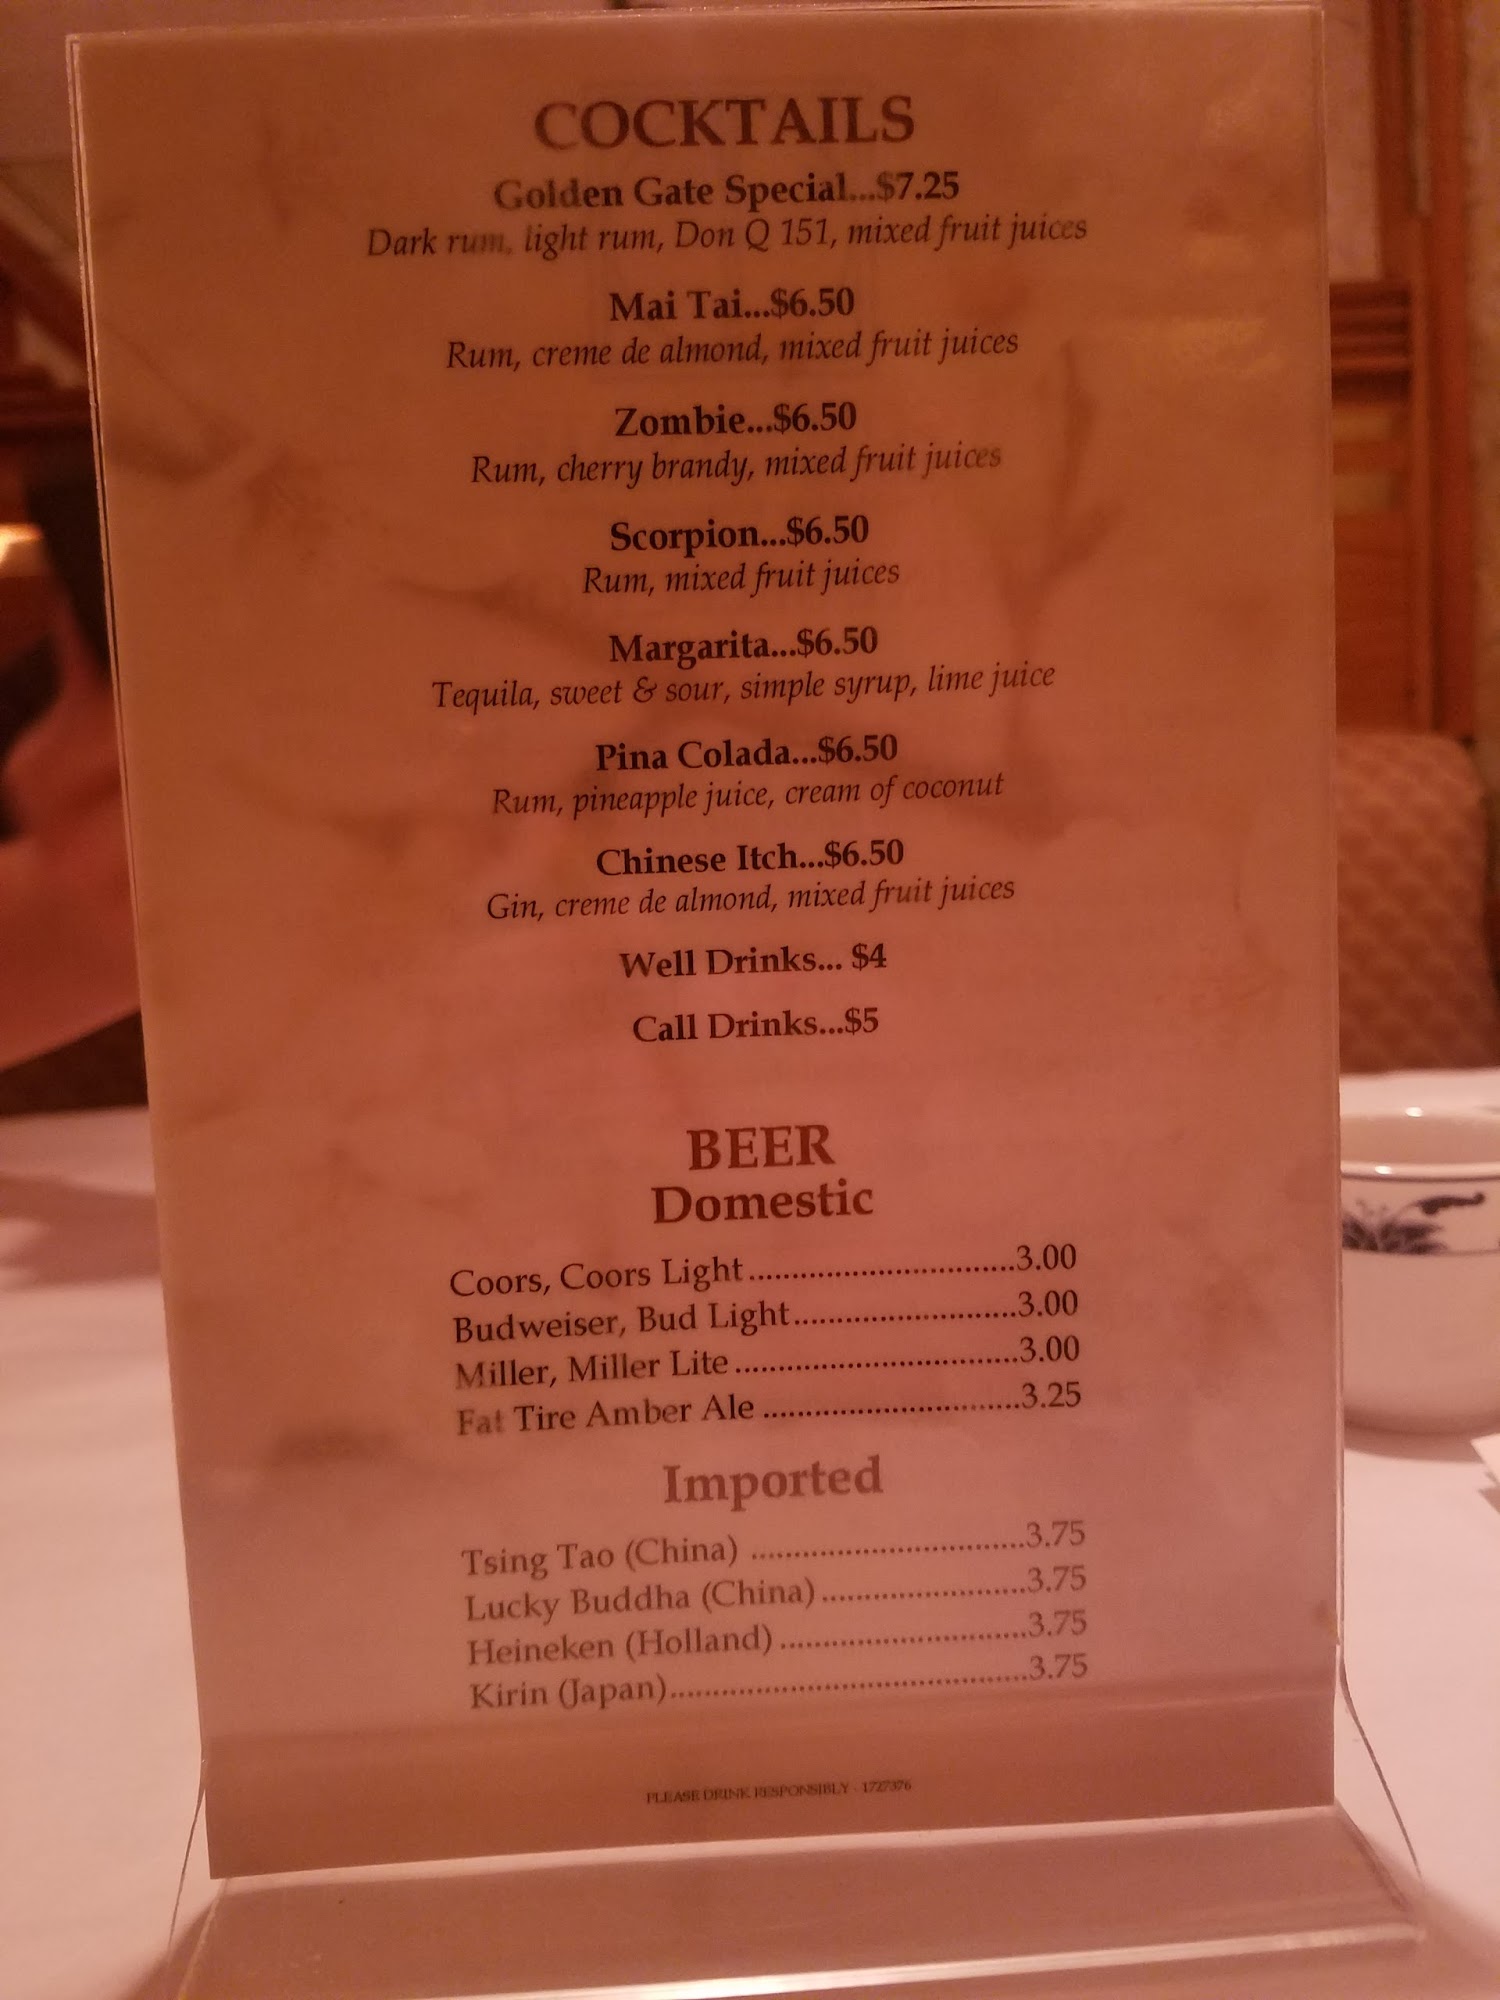 COCKTAILS
Golden Gate Special...$7.25
Dark rum, light rum, Don Q 151, mixed fruit juices
Mai Tai...$6.50
Rum, creme de almond, mixed fruit juices
Zombie...$6.50
Rum, cherry brandy, mixed fruit juices
Scorpion...$6.50
Rum, mixed fruit juices
Margarita...$6.50
Tequila, sweet & sour, simple syrup, lime juice
Pina Colada...$6.50
Rum, pineapple juice, cream of coconut
Chinese Itch...$6.50
Gin, creme de almond, mixed fruit juices
Well Drinks... $4
Call Drinks...$5
BEER
Domestic
Coors, Coors Light...............................3.00
Budweiser, Bud Light..........................3.00
Miller, Miller Lite.................................3.00
Fat Tire Amber Ale ..............................3.25
Imported
Tsing Tao (China) ................................3.75
Lucky Buddha (China)........................3.75
Heineken (Holland).............................3.75
Kirin (Japan)..........................................3.75
PLEASE DRINK RESPONSIBLY - 1727376